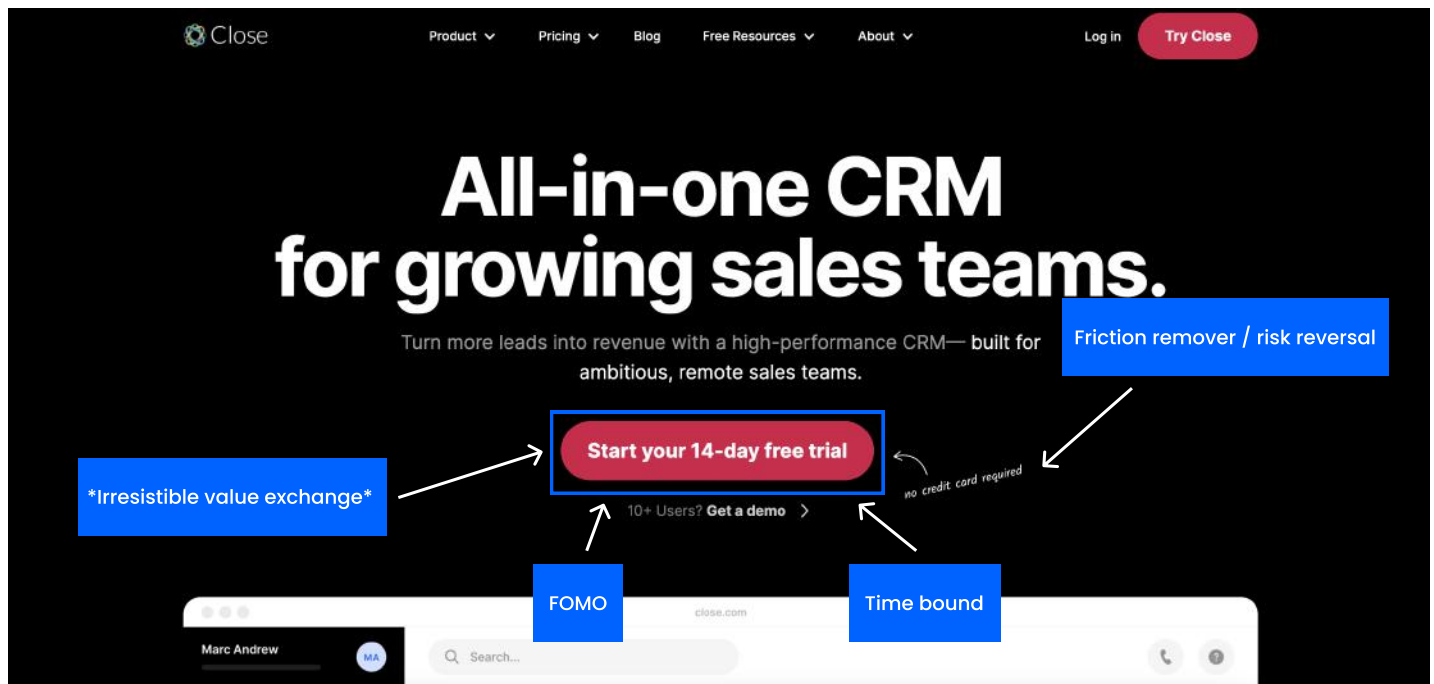 Close
Product
Pricing
Blog
Free Resources
About
Log in
Try Close
All-in-one CRM
for growing sales teams.
Turn more leads into revenue with a high-performance CRM— built for
ambitious, remote sales teams.
Friction remover / risk reversal
Start your 14-day free trial
no credit card required
*Irresistible value exchange*
10+ Users? Get a demo
FOMO
Time bound
close.com
Marc Andrew
MA
Search...
?